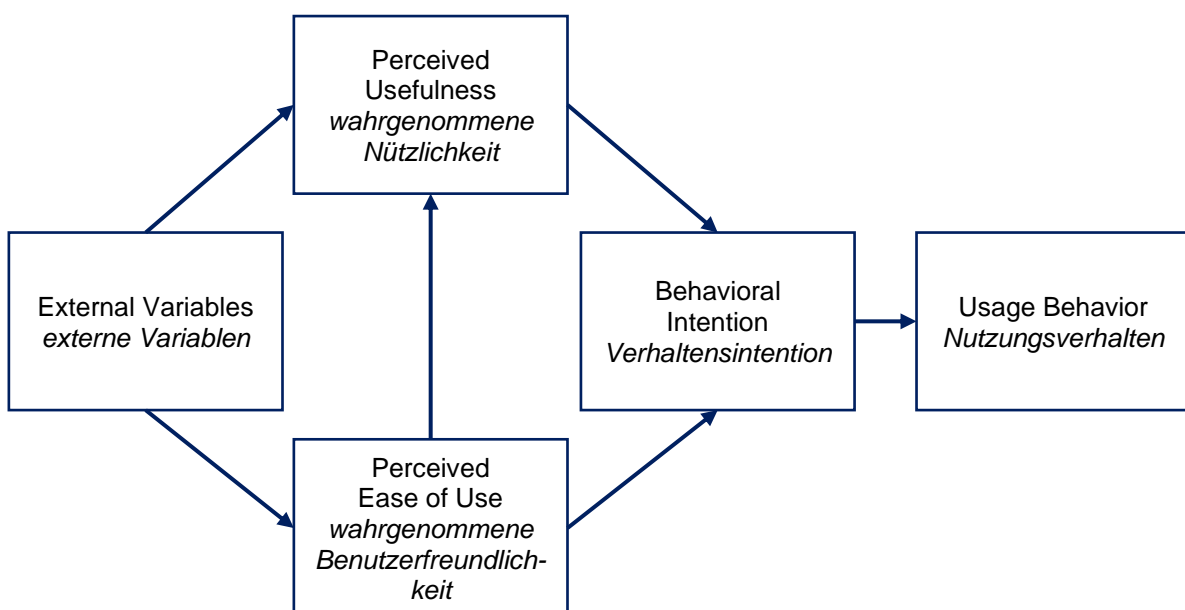 Perceived
Usefulness
wahrgenommene
Nützlichkeit
External Variables
externe Variablen
Behavioral
Intention
Verhaltensintention
Usage Behavior
Nutzungsverhalten
Perceived
Ease of Use
wahrgenommene
Benutzerfreundlich-
keit